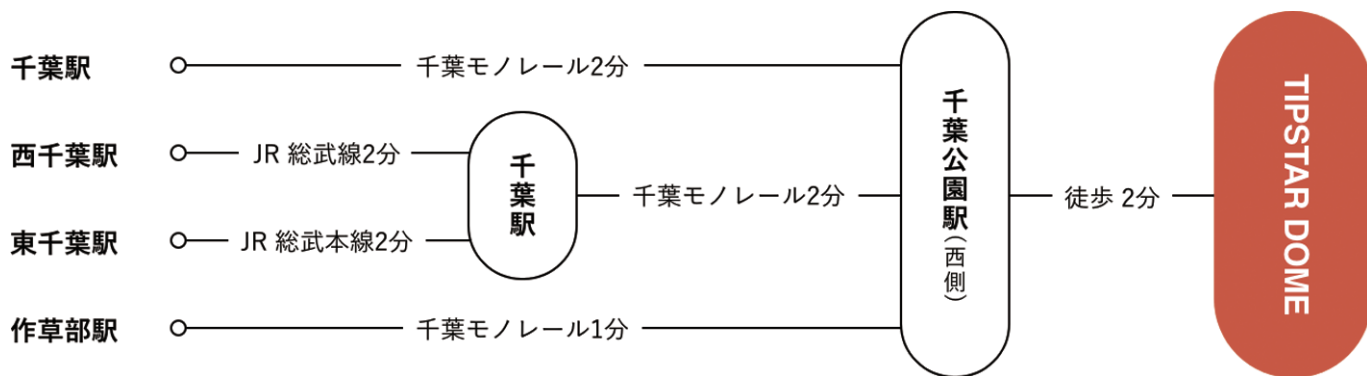 千葉駅
千葉モノレール2分
西千葉駅
JR 総武線2分
東千葉駅
JR 総武本線2分
千葉駅
千葉モノレール2分
作草部駅
千葉モノレール1分
千葉公園駅(西側)
徒歩 2分
TIPSTAR DOME